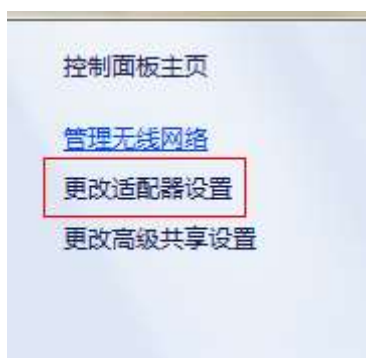 控制面板主页
管理无线网络
更改适配器设置
更改高级共享设置